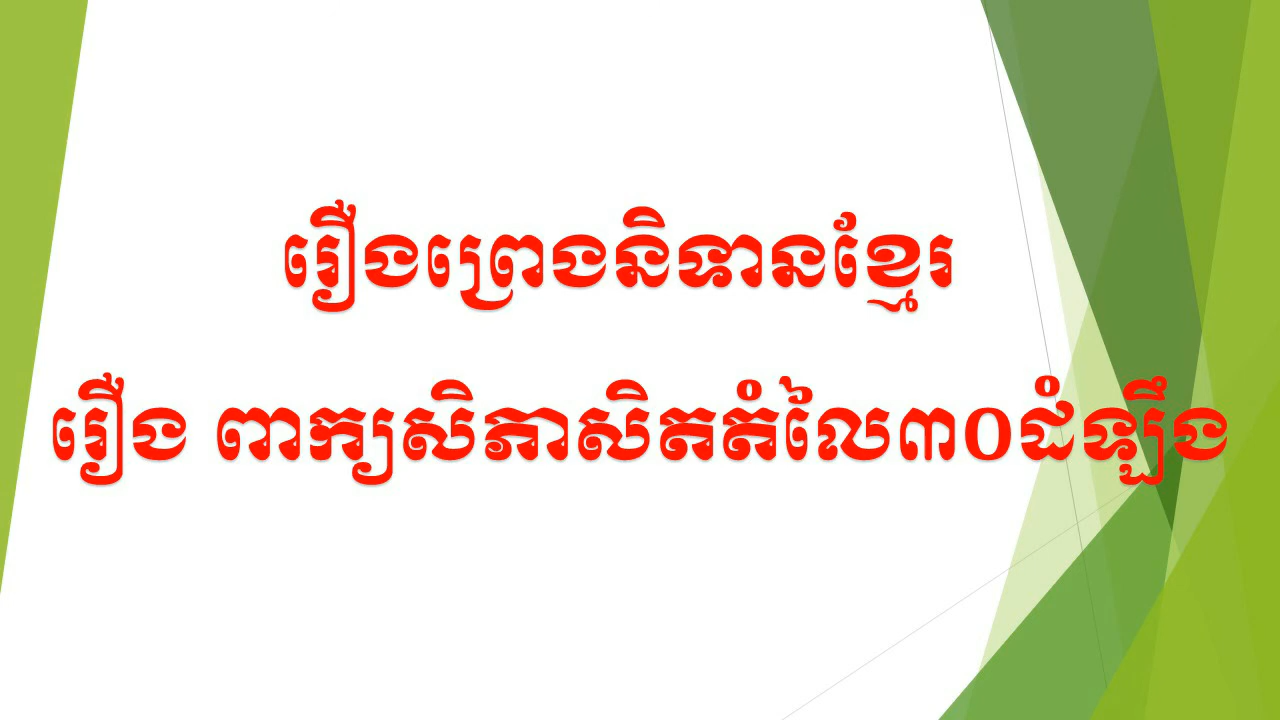 រឿងព្រេងនិទានខ្មែរ
រឿង ពាក្យសិភាសិតតំលៃ៣០ដំឡឹង